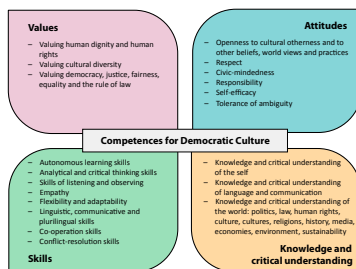 Values
– Valuing human dignity and human
rights
– Valuing cultural diversity
– Valuing democracy, justice, fairness,
equality and the rule of law
Attitudes
– Openness to cultural otherness and to
other beliefs, world views and practices
– Respect
– Civic-mindedness
– Responsibility
– Self-efficacy
– Tolerance of ambiguity
Competences for Democratic Culture
– Autonomous learning skills
– Analytical and critical thinking skills
– Skills of listening and observing
– Empathy
– Flexibility and adaptability
– Linguistic, communicative and
plurilingual skills
– Co-operation skills
– Conflict-resolution skills
Skills
– Knowledge and critical understanding
of the self
– Knowledge and critical understanding
of language and communication
– Knowledge and critical understanding of
the world: politics, law, human rights,
culture, cultures, religions, history, media,
economies, environment, sustainability
Knowledge and
critical understanding